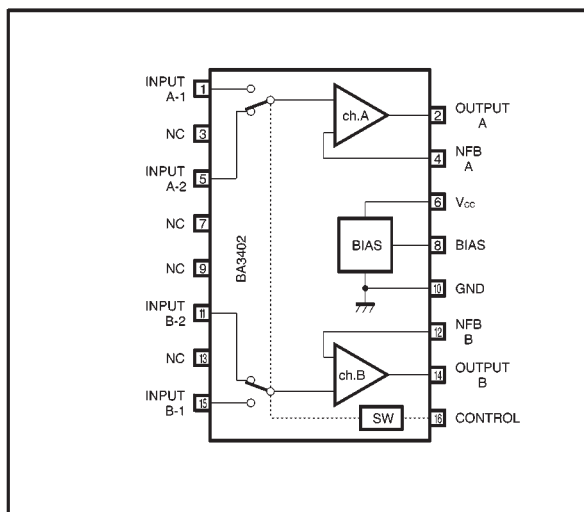 INPUT
A-1
1
NC
3
INPUT
A-2
5
NC
7
NC
9
INPUT
B-2
11
NC
13
INPUT
B-1
15
BA3402
ch.A
BIAS
ch.B
SW
2
OUTPUT
A
4
NFB
A
6
Vcc
8
BIAS
10
GND
12
NFB
B
14
OUTPUT
B
16
CONTROL